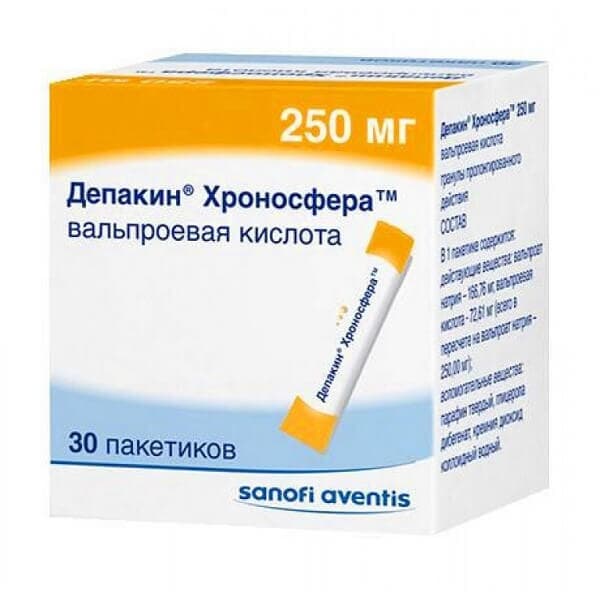 250 мг
Депакин® Хроносфера™
вальпроевая кислота
Депакин® Хроносфера™
30 пакетиков
sanofi aventis
Депакин® Хроносфера™ 250 мг
вальпроевая кислота
гранулы пролонгированного
действия
СОСТАВ
В 1 пакетике содержится:
действующие вещества: вальпроат
натрия – 166,76 мг, вальпроевая
кислота – 72,61 мг (всего в
пересчете на вальпроат натрия –
250,00 мг);
вспомогательные вещества:
парафин твердый, глицерола
дибегенат, кремния диоксид
коллоидный водный.